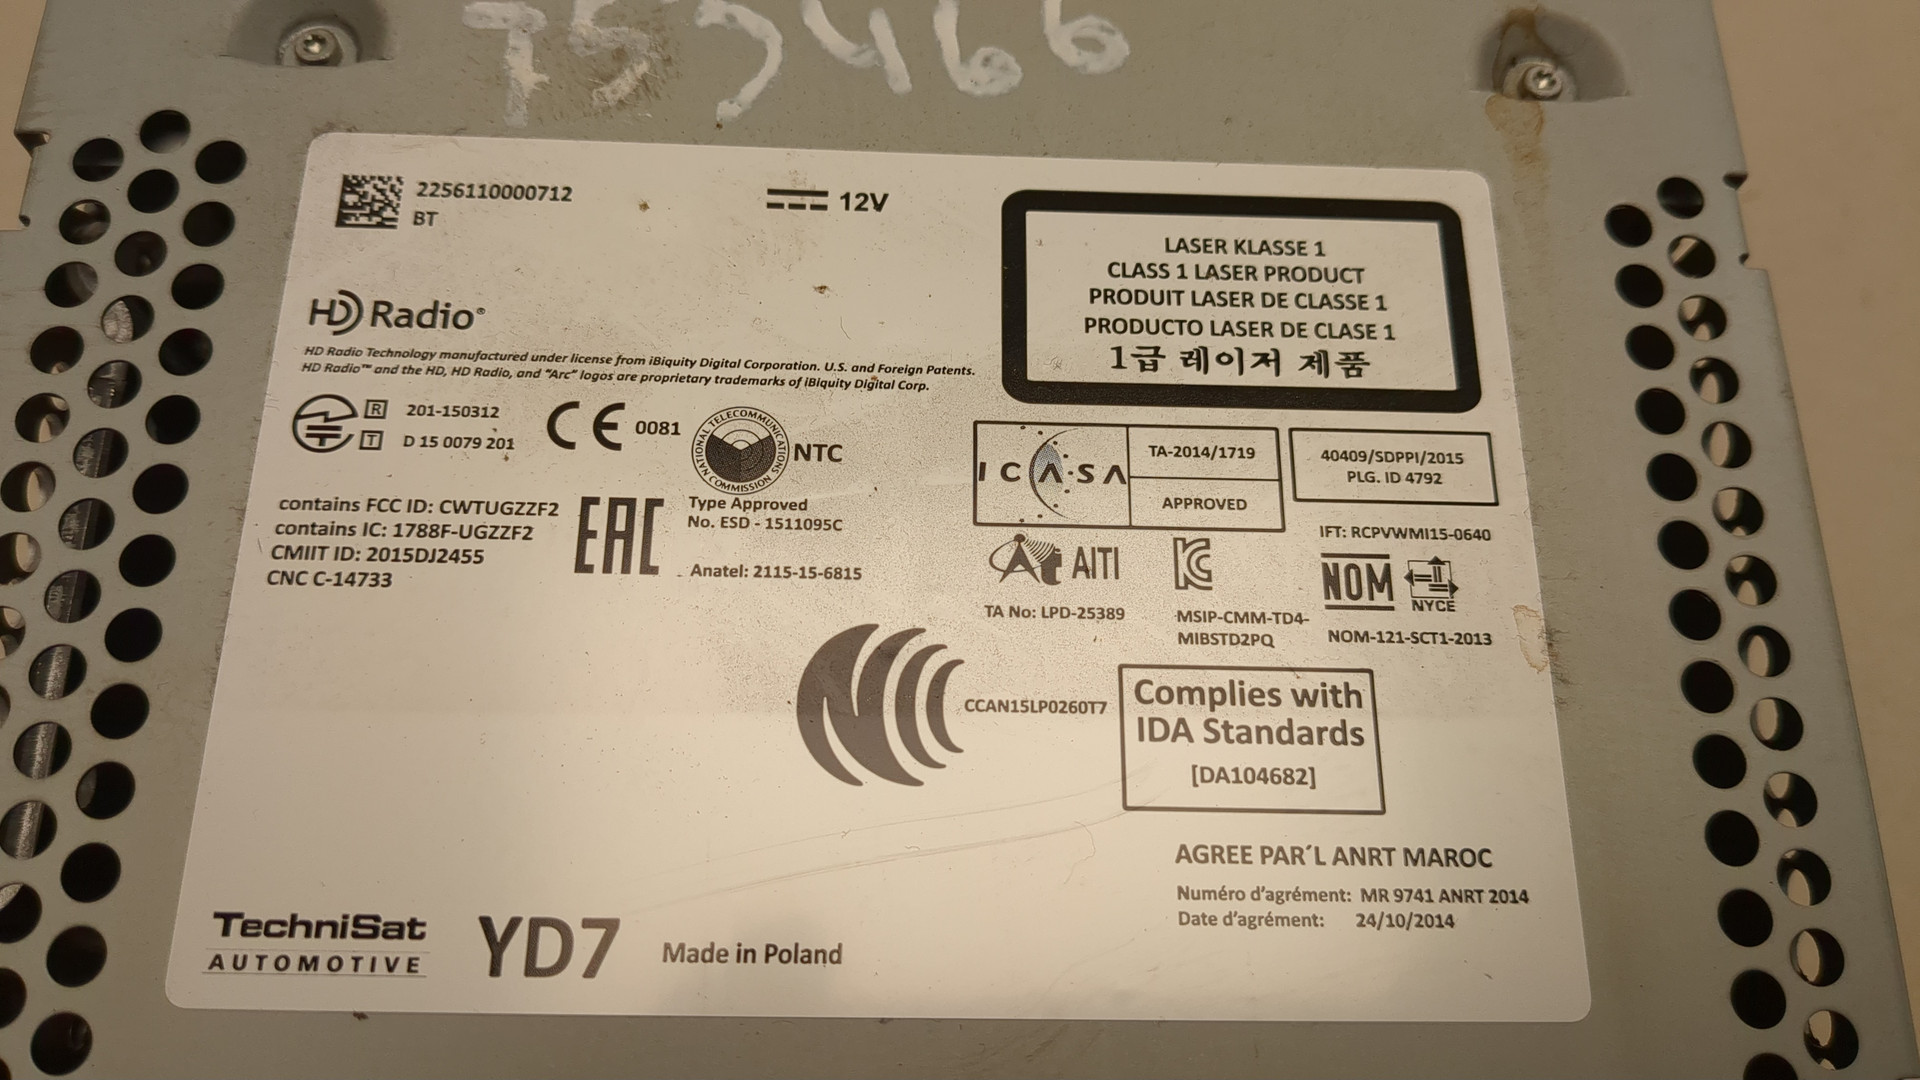 755466
2256110000712
BT
12V
LASER KLASSE 1
CLASS 1 LASER PRODUCT
PRODUIT LASER DE CLASSE 1
PRODUCTO LASER DE CLASE 1
1급 레이저 제품
HD Radio®
HD Radio Technology manufactured under license from iBiquity Digital Corporation. U.S. and Foreign Patents.
HD Radio™ and the HD, HD Radio, and "Arc" logos are proprietary trademarks of iBiquity Digital Corp.
R 201-150312
T D 15 0079 201
CE 0081
NATIONAL TELECOMMUNICATIONS COMMISSION
NTC
Type Approved
No. ESD - 1511095C
ICASA
TA-2014/1719
APPROVED
40409/SDPPI/2015
PLG. ID 4792
contains FCC ID: CWTUGZZF2
contains IC: 1788F-UGZZF2
CMIIT ID: 2015DJ2455
CNC C-14733
EAC
Anatel: 2115-15-6815
AITI
TA No: LPD-25389
KC
MSIP-CMM-TD4-
MIBSTD2PQ
IFT: RCPVWMI15-0640
NOM
NYCE
NOM-121-SCT1-2013
CCAN15LP0260T7
Complies with
IDA Standards
[DA104682]
AGREE PAR´L ANRT MAROC
Numéro d'agrément: MR 9741 ANRT 2014
Date d'agrément: 24/10/2014
TechniSat
AUTOMOTIVE
YD7
Made in Poland